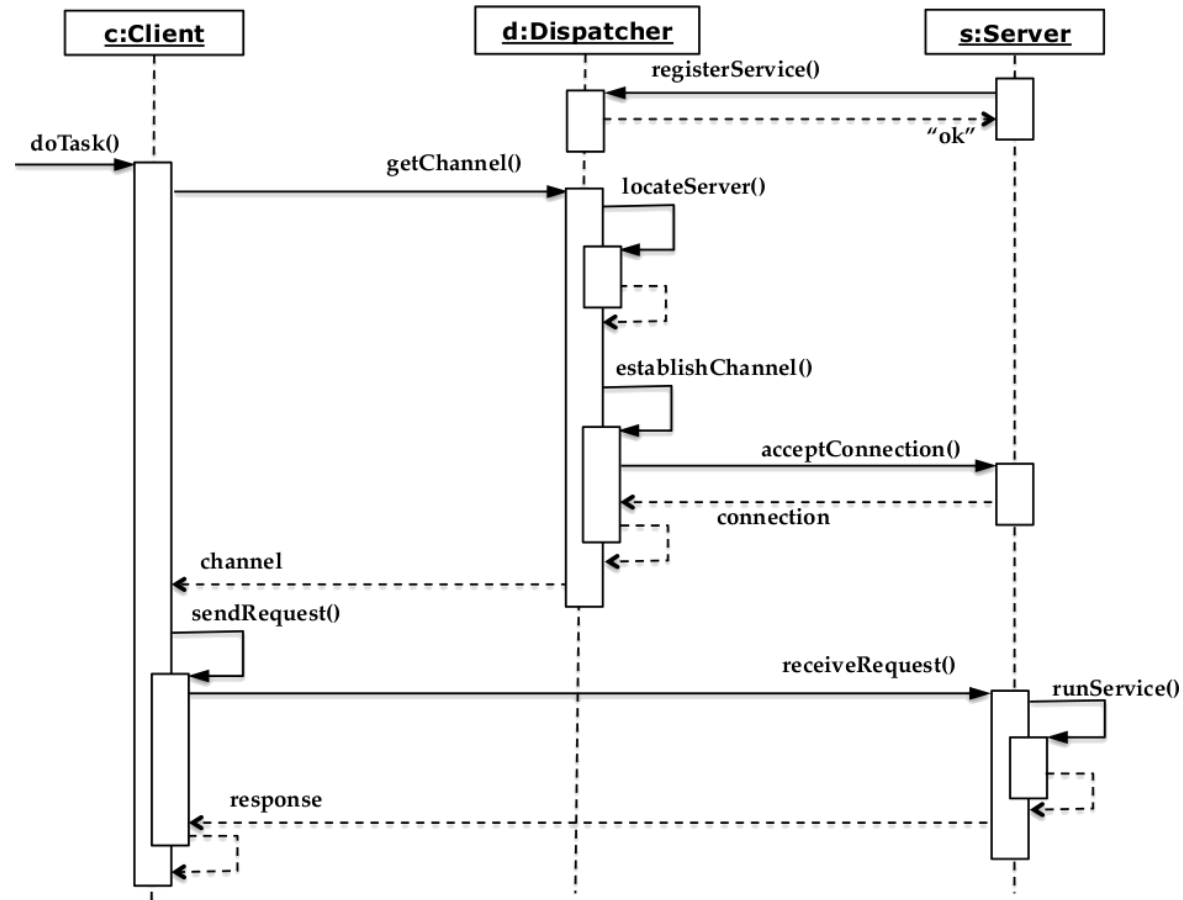 c:Client
d:Dispatcher
s:Server
registerService()
“ok”
doTask()
getChannel()
locateServer()
establishChannel()
acceptConnection()
connection
channel
sendRequest()
receiveRequest()
runService()
response